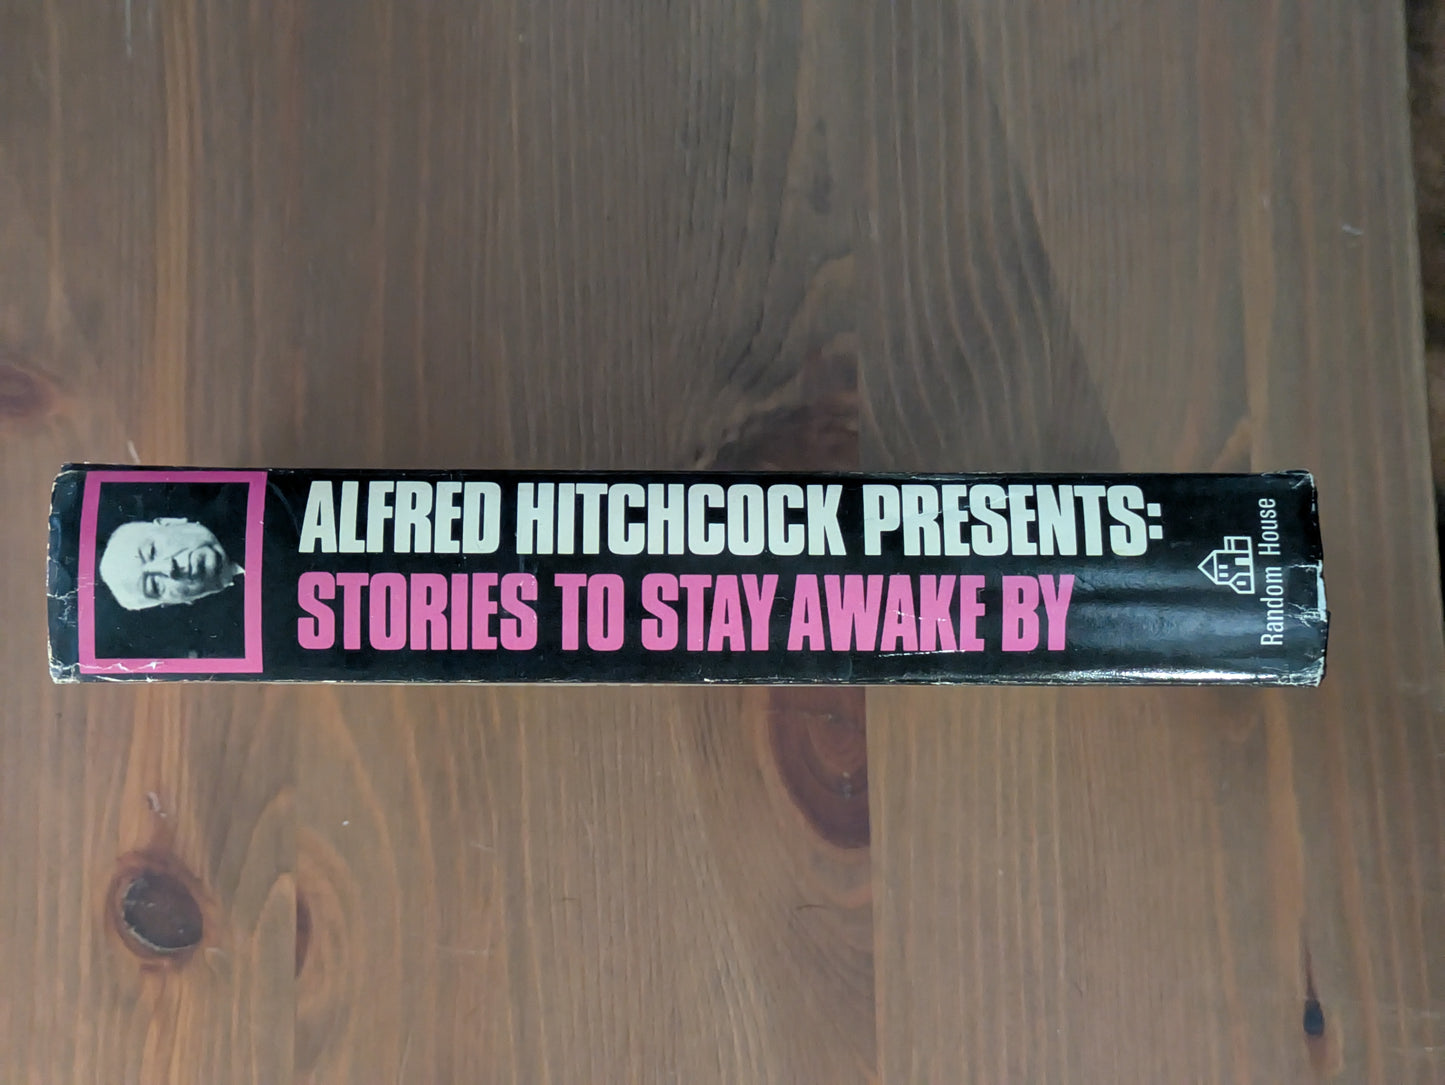 ALFRED HITCHCOCK PRESENTS:
STORIES TO STAY AWAKE BY
Random House